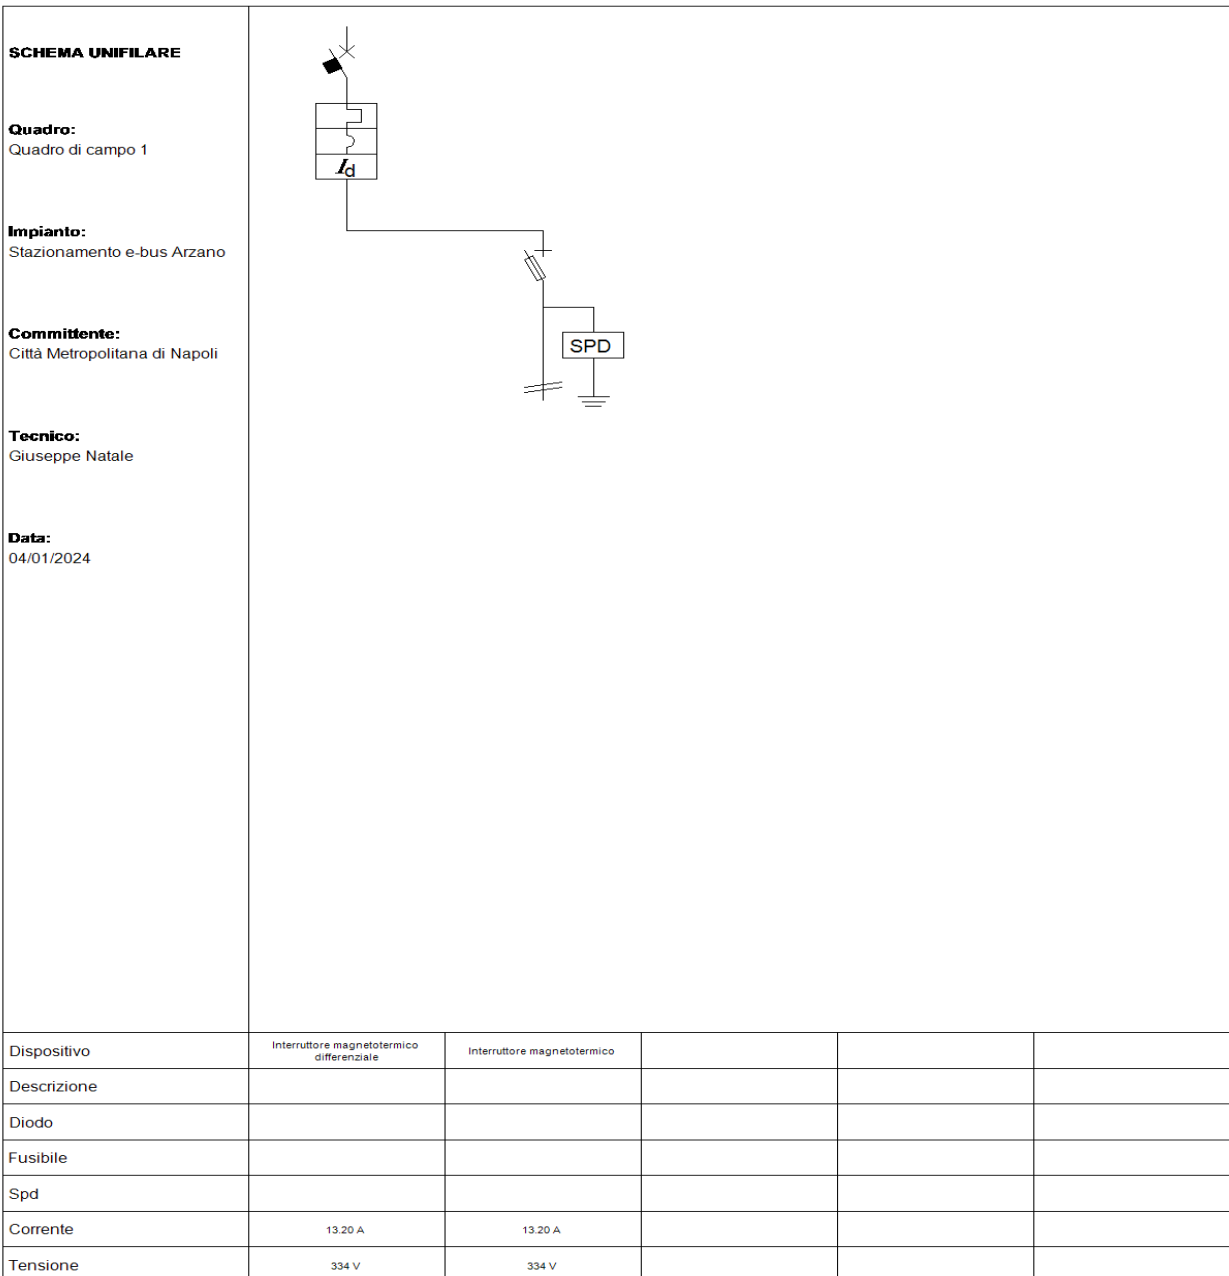 SCHEMA UNIFILARE
Quadro:
Quadro di campo 1
Impianto:
Stazionamento e-bus Arzano
Committente:
Città Metropolitana di Napoli
Tecnico:
Giuseppe Natale
Data:
04/01/2024
Id
SPD
Dispositivo
Interruttore magnetotermico
differenziale
Interruttore magnetotermico
Descrizione
Diodo
Fusibile
Spd
Corrente 13.20 A 13.20 A
Tensione 334 V 334 V